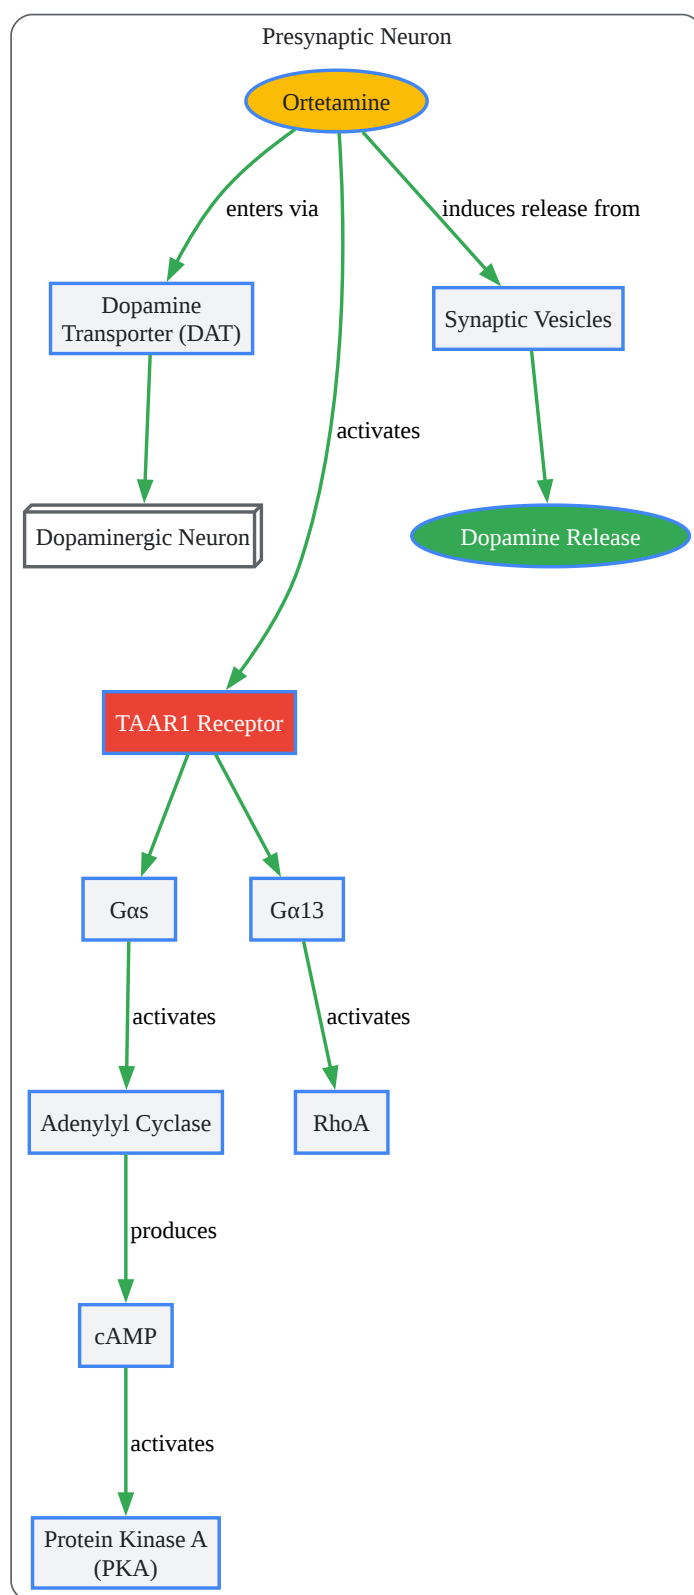 Presynaptic Neuron
Ortetamine
enters via
induces release from
Dopamine
Transporter (DAT)
Synaptic Vesicles
activates
Dopaminergic Neuron
Dopamine Release
TAAR1 Receptor
Gαs
Gα13
activates
activates
Adenylyl Cyclase
RhoA
produces
cAMP
activates
Protein Kinase A
(PKA)